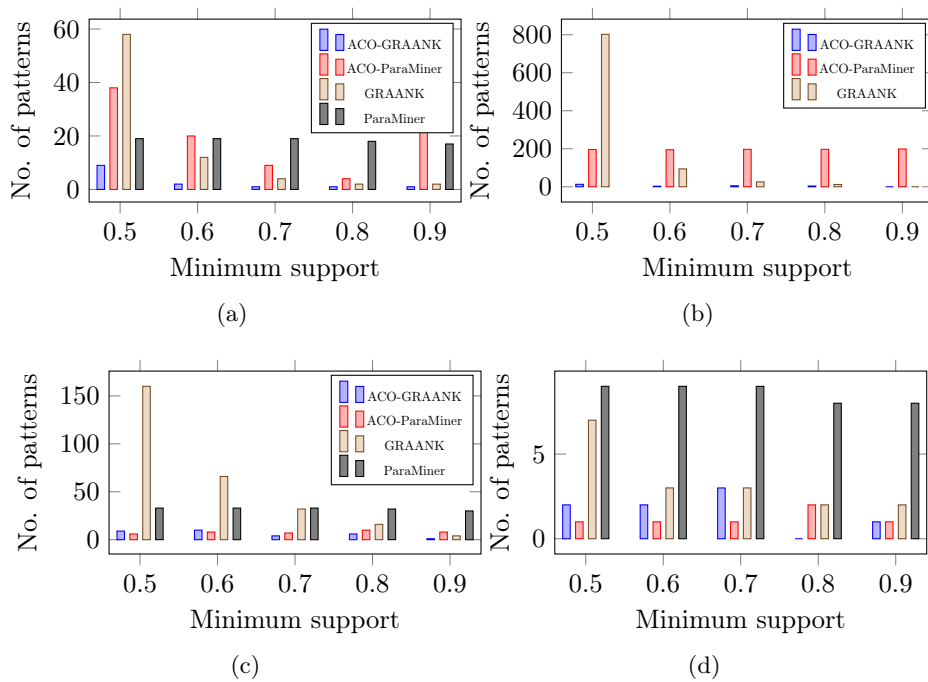 No. of patterns
60
40
20
0
ACO-GRAANK
ACO-ParaMiner
GRAANK
ParaMiner
0.5 0.6 0.7 0.8 0.9
Minimum support
(a)
No. of patterns
800
600
400
200
0
ACO-GRAANK
ACO-ParaMiner
GRAANK
0.5 0.6 0.7 0.8 0.9
Minimum support
(b)
No. of patterns
150
100
50
0
ACO-GRAANK
ACO-ParaMiner
GRAANK
ParaMiner
0.5 0.6 0.7 0.8 0.9
Minimum support
(c)
No. of patterns
5
0
0.5 0.6 0.7 0.8 0.9
Minimum support
(d)